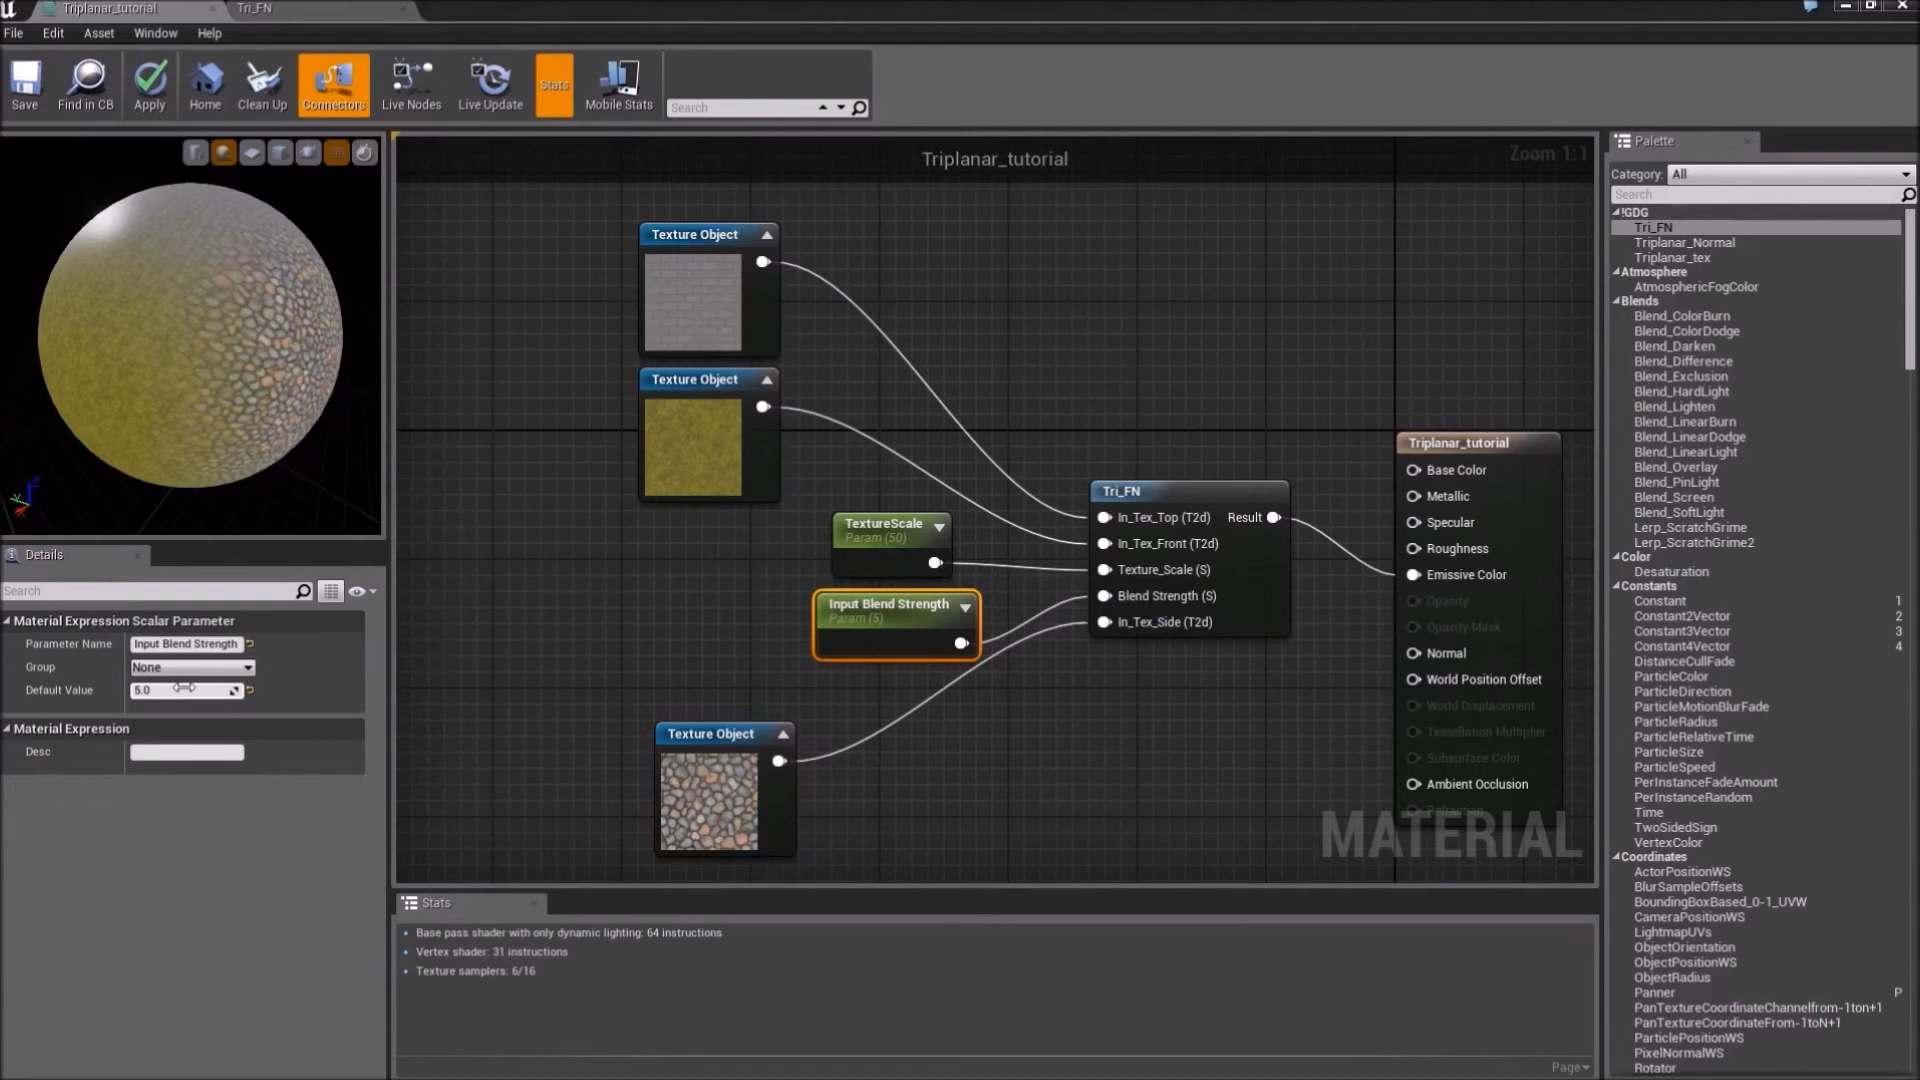 Triplanar_tutorial
Tri_FN
File Edit Asset Window Help
Save
Find in CB
Apply
Home
Clean Up
Connectors
Live Nodes
Live Update
Stats
Mobile Stats
Search
Triplanar_tutorial
Zoom 1:1
Texture Object
Texture Object
TextureScale
Param (50)
Input Blend Strength
Param (5)
Texture Object
Tri_FN
In_Tex_Top (T2d) Result
In_Tex_Front (T2d)
Texture_Scale (S)
Blend Strength (S)
In_Tex_Side (T2d)
Triplanar_tutorial
Base Color
Metallic
Specular
Roughness
Emissive Color
Opacity
Opacity Mask
Normal
World Position Offset
World Displacement
Tessellation Multiplier
Subsurface Color
Ambient Occlusion
Refraction
MATERIAL
Details
Search
Material Expression Scalar Parameter
Parameter Name Input Blend Strength
Group None
Default Value 5.0
Material Expression
Desc
Stats
Base pass shader with only dynamic lighting: 64 instructions
Vertex shader: 31 instructions
Texture samplers: 6/16
Page
Palette
Category: All
Search
!GDG
Tri_FN
Triplanar_Normal
Triplanar_tex
Atmosphere
AtmosphericFogColor
Blends
Blend_ColorBurn
Blend_ColorDodge
Blend_Darken
Blend_Difference
Blend_Exclusion
Blend_HardLight
Blend_Lighten
Blend_LinearBurn
Blend_LinearDodge
Blend_LinearLight
Blend_Overlay
Blend_PinLight
Blend_Screen
Blend_SoftLight
Lerp_ScratchGrime
Lerp_ScratchGrime2
Color
Desaturation
Constants
Constant 1
Constant2Vector 2
Constant3Vector 3
Constant4Vector 4
DistanceCullFade
ParticleColor
ParticleDirection
ParticleMotionBlurFade
ParticleRadius
ParticleRelativeTime
ParticleSize
ParticleSpeed
PerInstanceFadeAmount
PerInstanceRandom
Time
TwoSidedSign
VertexColor
Coordinates
ActorPositionWS
BlurSampleOffsets
BoundingBoxBased_0-1_UVW
CameraPositionWS
LightmapUVs
ObjectOrientation
ObjectPositionWS
ObjectRadius
Panner P
PanTextureCoordinateChannelfrom-1ton+1
PanTextureCoordinateFrom-1toN+1
ParticlePositionWS
PixelNormalWS
Rotator